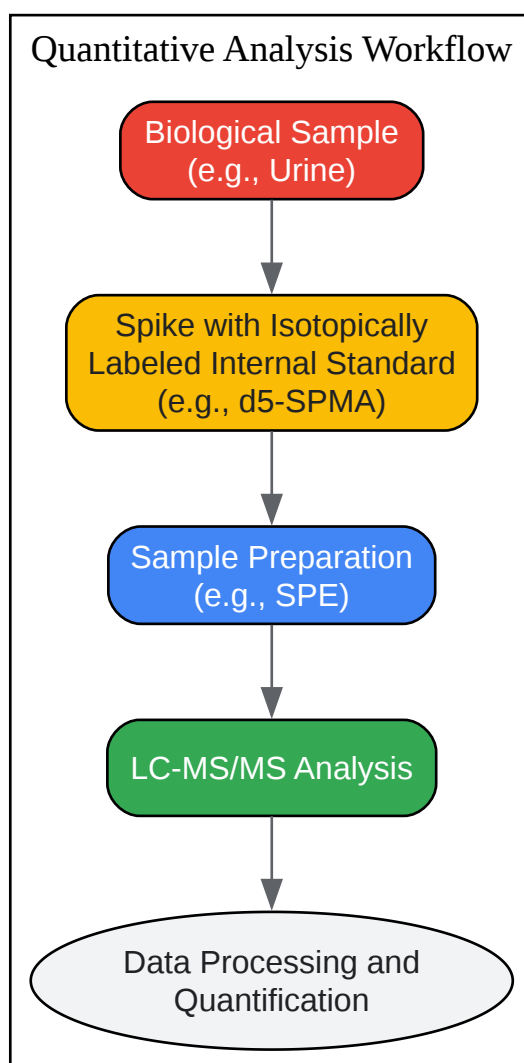 Quantitative Analysis Workflow
Biological Sample
(e.g., Urine)
Spike with Isotopically
Labeled Internal Standard
(e.g., d5-SPMA)
Sample Preparation
(e.g., SPE)
LC-MS/MS Analysis
Data Processing and
Quantification